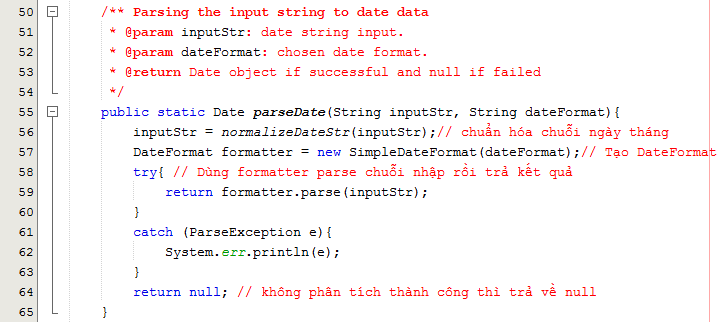 50 /** Parsing the input string to date data
51 * @param inputStr: date string input.
52 * @param dateFormat: chosen date format.
53 * @return Date object if successful and null if failed
54 */
55 public static Date parseDate(String inputStr, String dateFormat){
56 inputStr = normalizeDateStr(inputStr);// chuẩn hóa chuỗi ngày tháng
57 DateFormat formatter = new SimpleDateFormat(dateFormat);// Tạo DateFormat
58 try{ // Dùng formatter parse chuỗi nhập rồi trả kết quả
59 return formatter.parse(inputStr);
60 }
61 catch (ParseException e){
62 System.err.println(e);
63 }
64 return null; // không phân tích thành công thì trả về null
65 }